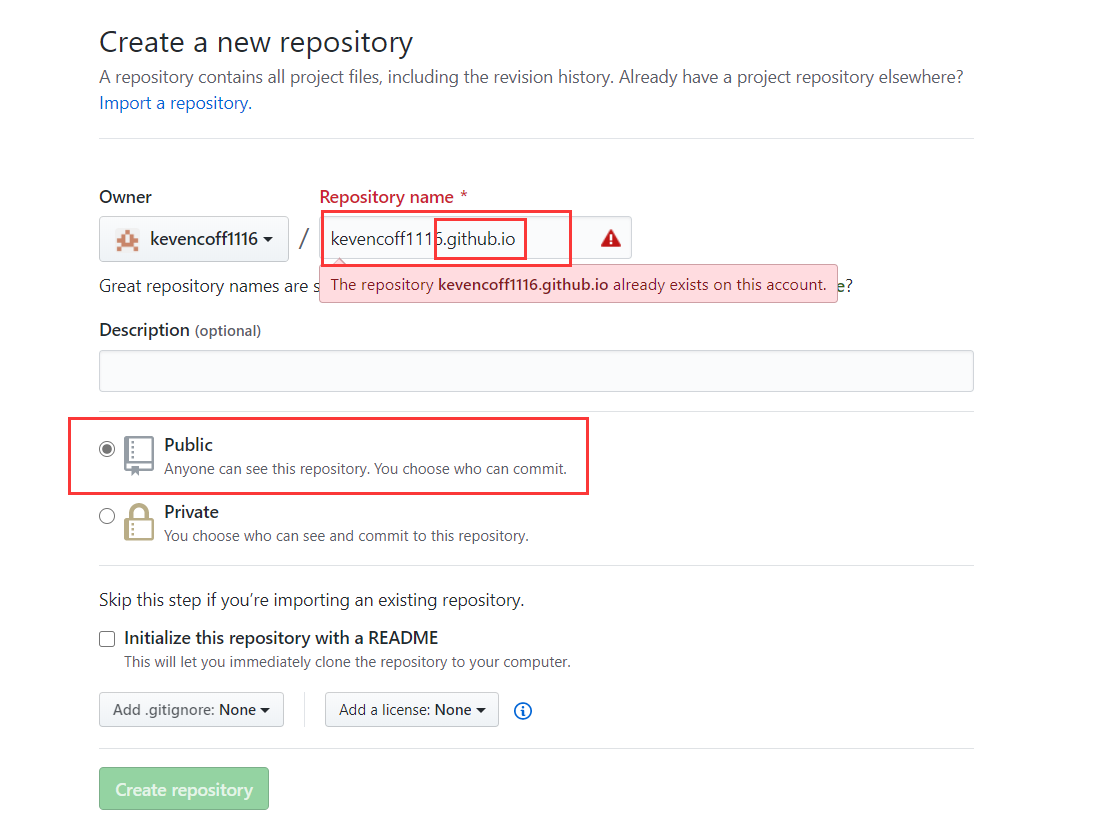 Create a new repository
A repository contains all project files, including the revision history. Already have a project repository elsewhere?
Import a repository.
Owner
Repository name *
kevencoff1116
/
kevencoff1116.github.io
Great repository names are s
e?
The repository kevencoff1116.github.io already exists on this account.
Description (optional)
Public
Anyone can see this repository. You choose who can commit.
Private
You choose who can see and commit to this repository.
Skip this step if you’re importing an existing repository.
Initialize this repository with a README
This will let you immediately clone the repository to your computer.
Add .gitignore: None
Add a license: None
Create repository